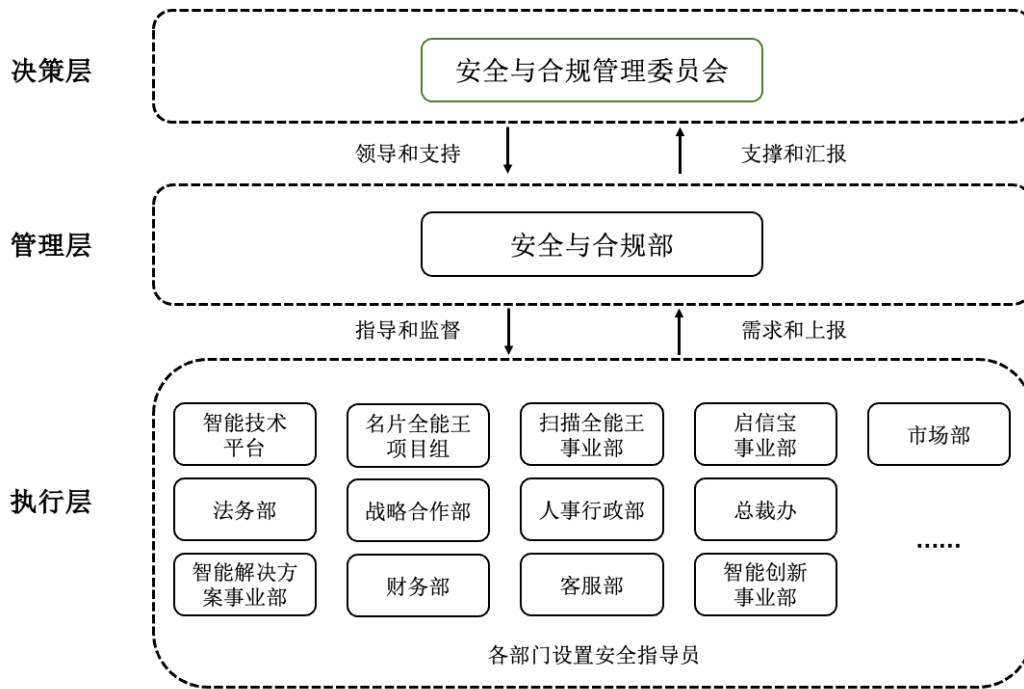 决策层
安全与合规管理委员会
领导和支持
支撑和汇报
管理层
安全与合规部
指导和监督
需求和上报
执行层
智能技术
平台
名片全能王
项目组
扫描全能王
事业部
启信宝
事业部
市场部
法务部
战略合作部
人事行政部
总裁办
……
智能解决方
案事业部
财务部
客服部
智能创新
事业部
各部门设置安全指导员